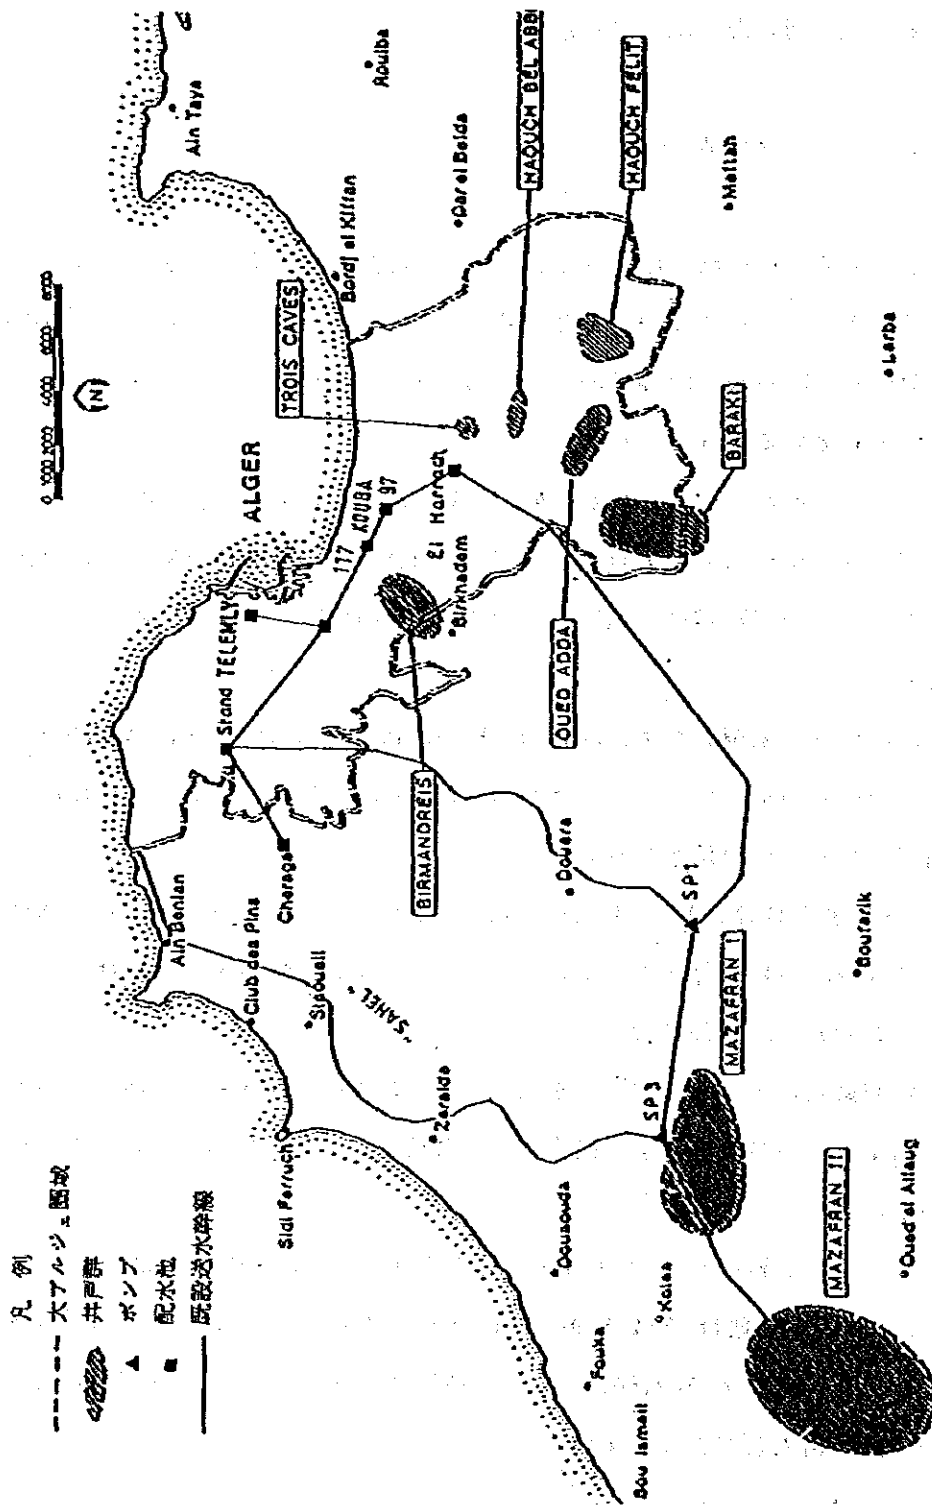 凡 例
大アルジェ圏域
井戸群
ポンプ
配水池
既設送水幹線
0 1000 2000 4000 6000 8000
N
Ain Taya
Rouiba
Bordj el Kiffan
Dar el Beida
HAOUCH BEL ABBI
HAOUCH FELIT
Meftah
TROIS CAVES
ALGER
Larba
BARAKI
177 KOUBA 97
El Harrach
Birkhadem
Stand TELEMLY
OUED ADDA
BIRMANDREIS
Cheraga
Ain Benian
Club des Pins
Staoueli
"SAHEL"
Douera
SP1
MAZAFRAN I
Boufarik
Sidi Ferruch
Zeralda
SP3
Douaouda
Kolea
Fouka
Bou Ismail
MAZAFRAN II
Oued el Alleug